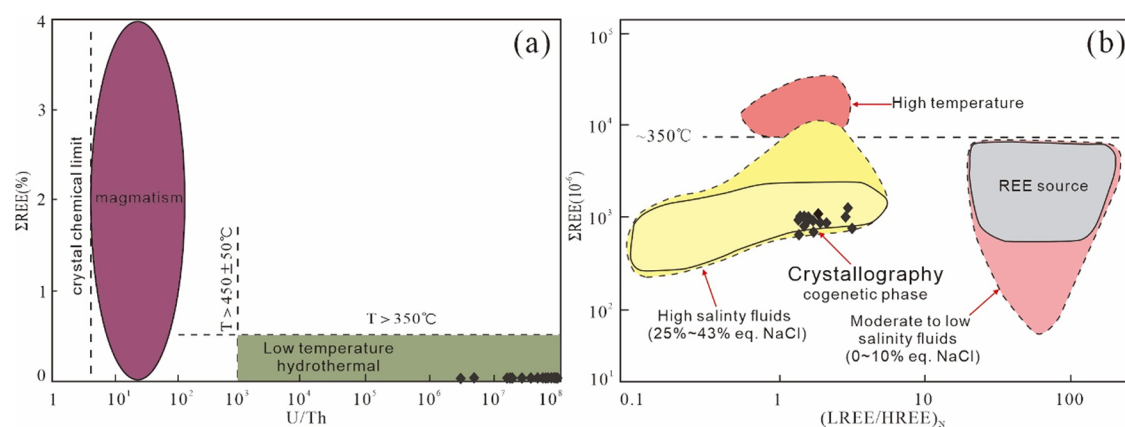 (a)
4
3
2
1
0
ΣREE(%)
crystal chemical limit
magmatism
T>450±50℃
T>350℃
Low temperature
hydrothermal
1
10¹
10²
10³
10⁴
10⁵
10⁶
10⁷
10⁸
U/Th
(b)
10⁵
10⁴
10³
10²
10¹
ΣREE(10⁻⁶)
High temperature
~350℃
REE source
Crystallography
cogenetic phase
High salinity fluids
(25%~43% eq. NaCl)
Moderate to low
salinity fluids
(0~10% eq. NaCl)
0.1
1
10
100
(LREE/HREE)N